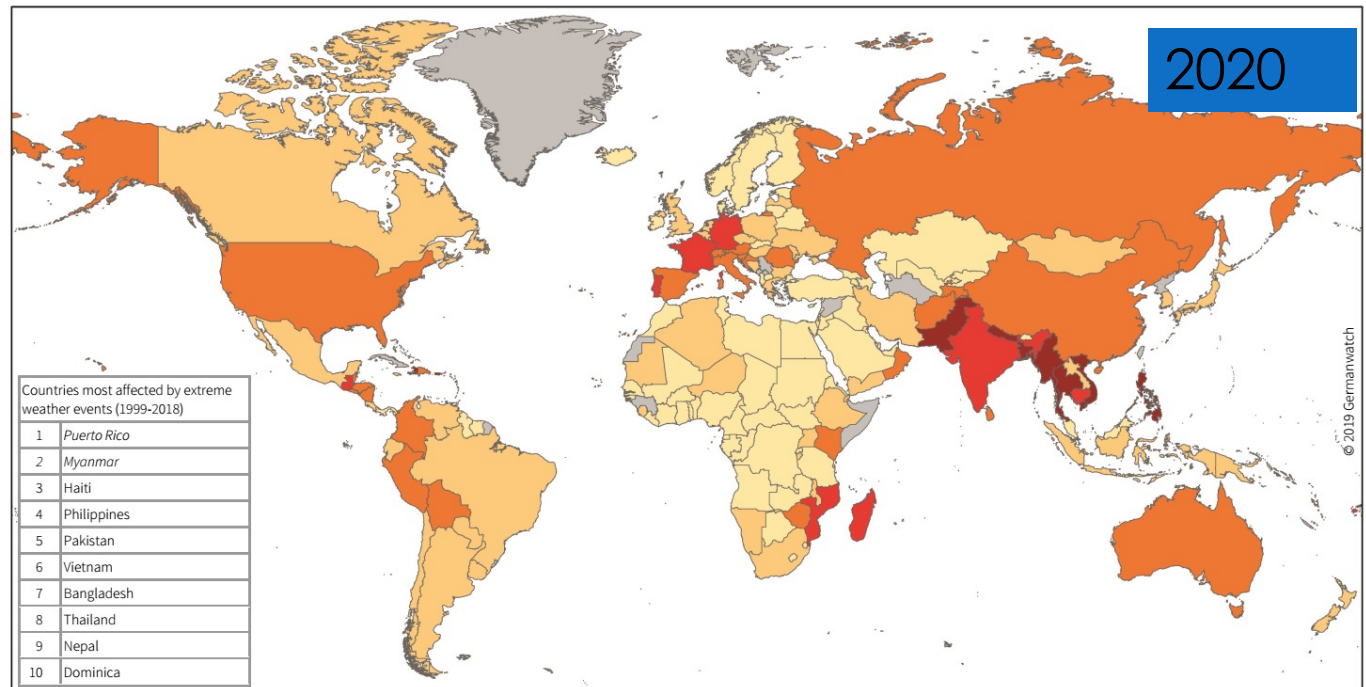 2020
Countries most affected by extreme
weather events (1999-2018)
1 Puerto Rico
2 Myanmar
3 Haiti
4 Philippines
5 Pakistan
6 Vietnam
7 Bangladesh
8 Thailand
9 Nepal
10 Dominica
© 2019 Germanwatch